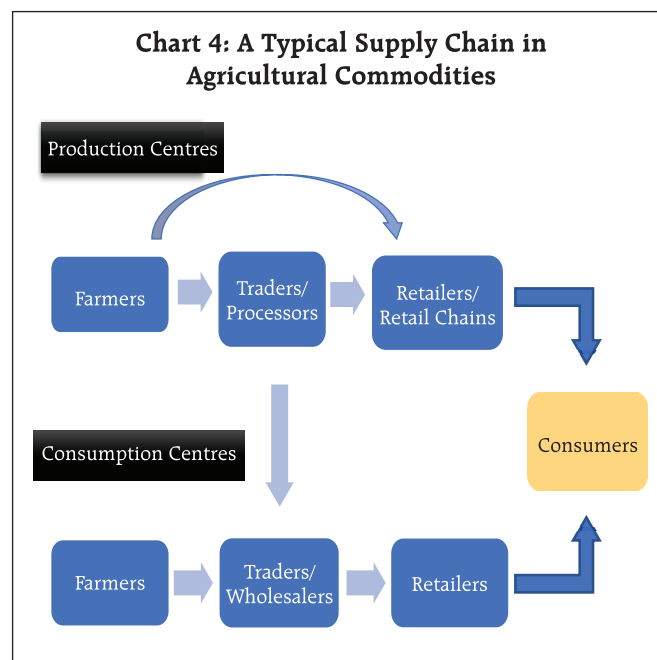 Chart 4: A Typical Supply Chain in
Agricultural Commodities
Production Centres
Farmers
Traders/
Processors
Retailers/
Retail Chains
Consumers
Consumption Centres
Farmers
Traders/
Wholesalers
Retailers